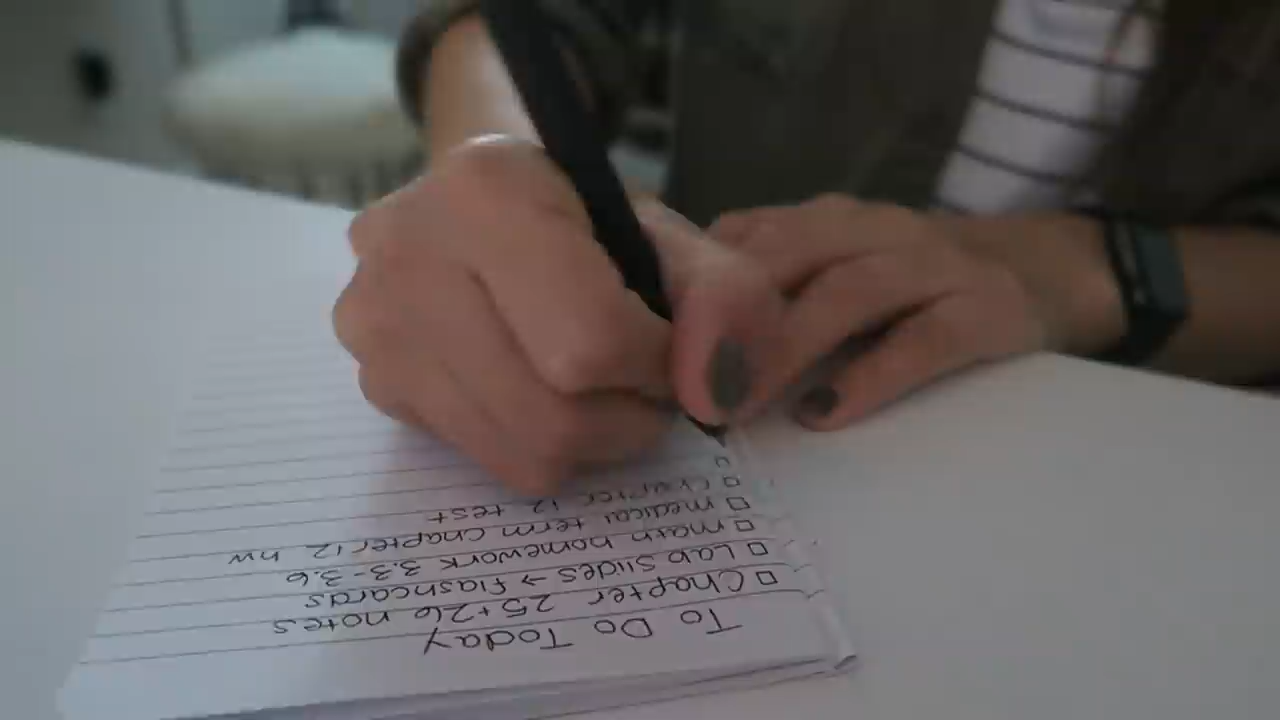 To Do Today
□ Chapter 25+26 notes
□ Lab slides → flashcards
□ math homework 3.3-3.6
□ medical term chapter 12 hw
□ chapter 12 test
□